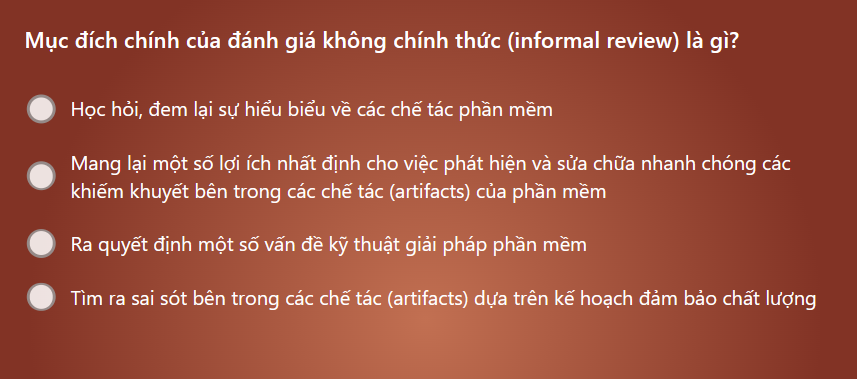 Mục đích chính của đánh giá không chính thức (informal review) là gì?
Học hỏi, đem lại sự hiểu biểu về các chế tác phần mềm
Mang lại một số lợi ích nhất định cho việc phát hiện và sửa chữa nhanh chóng các
khiếm khuyết bên trong các chế tác (artifacts) của phần mềm
Ra quyết định một số vấn đề kỹ thuật giải pháp phần mềm
Tìm ra sai sót bên trong các chế tác (artifacts) dựa trên kế hoạch đảm bảo chất lượng